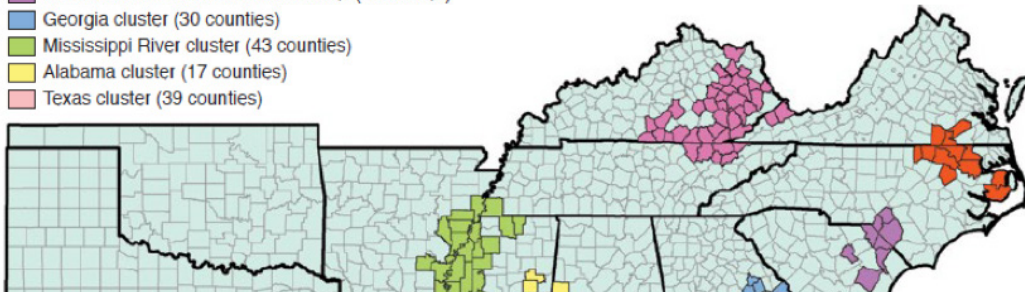 Georgia cluster (30 counties)
Mississippi River cluster (43 counties)
Alabama cluster (17 counties)
Texas cluster (39 counties)